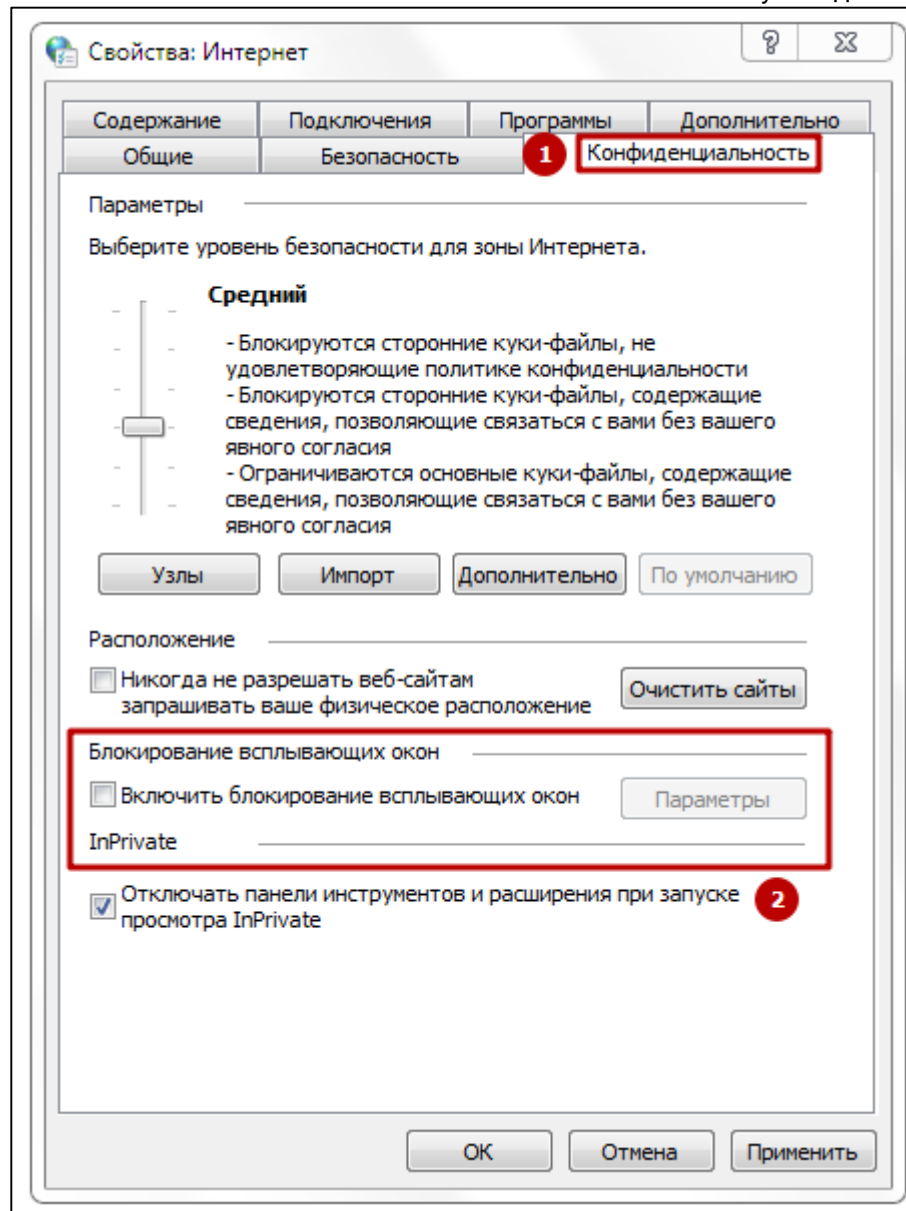 Свойства: Интернет
Содержание Подключения Программы Дополнительно
Общие Безопасность 1 Конфиденциальность
Параметры
Выберите уровень безопасности для зоны Интернета.
Средний
- Блокируются сторонние куки-файлы, не
удовлетворяющие политике конфиденциальности
- Блокируются сторонние куки-файлы, содержащие
сведения, позволяющие связаться с вами без вашего
явного согласия
- Ограничиваются основные куки-файлы, содержащие
сведения, позволяющие связаться с вами без вашего
явного согласия
Узлы Импорт Дополнительно По умолчанию
Расположение
Никогда не разрешать веб-сайтам
запрашивать ваше физическое расположение
Очистить сайты
Блокирование всплывающих окон
Включить блокирование всплывающих окон Параметры
InPrivate
Отключать панели инструментов и расширения при запуске
просмотра InPrivate
2
ОК Отмена Применить